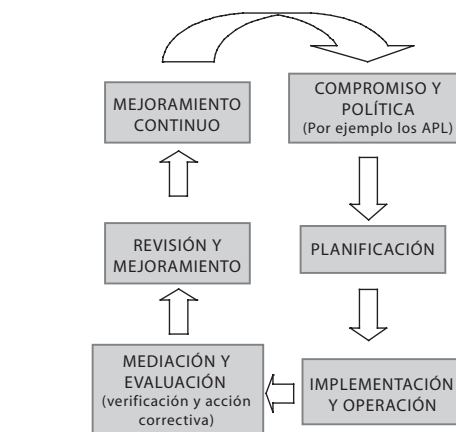 MEJORAMIENTO
CONTINUO
COMPROMISO Y
POLÍTICA
(Por ejemplo los APL)
REVISIÓN Y
MEJORAMIENTO
PLANIFICACIÓN
MEDIACIÓN Y
EVALUACIÓN
(verificación y acción
correctiva)
IMPLEMENTACIÓN
Y OPERACIÓN